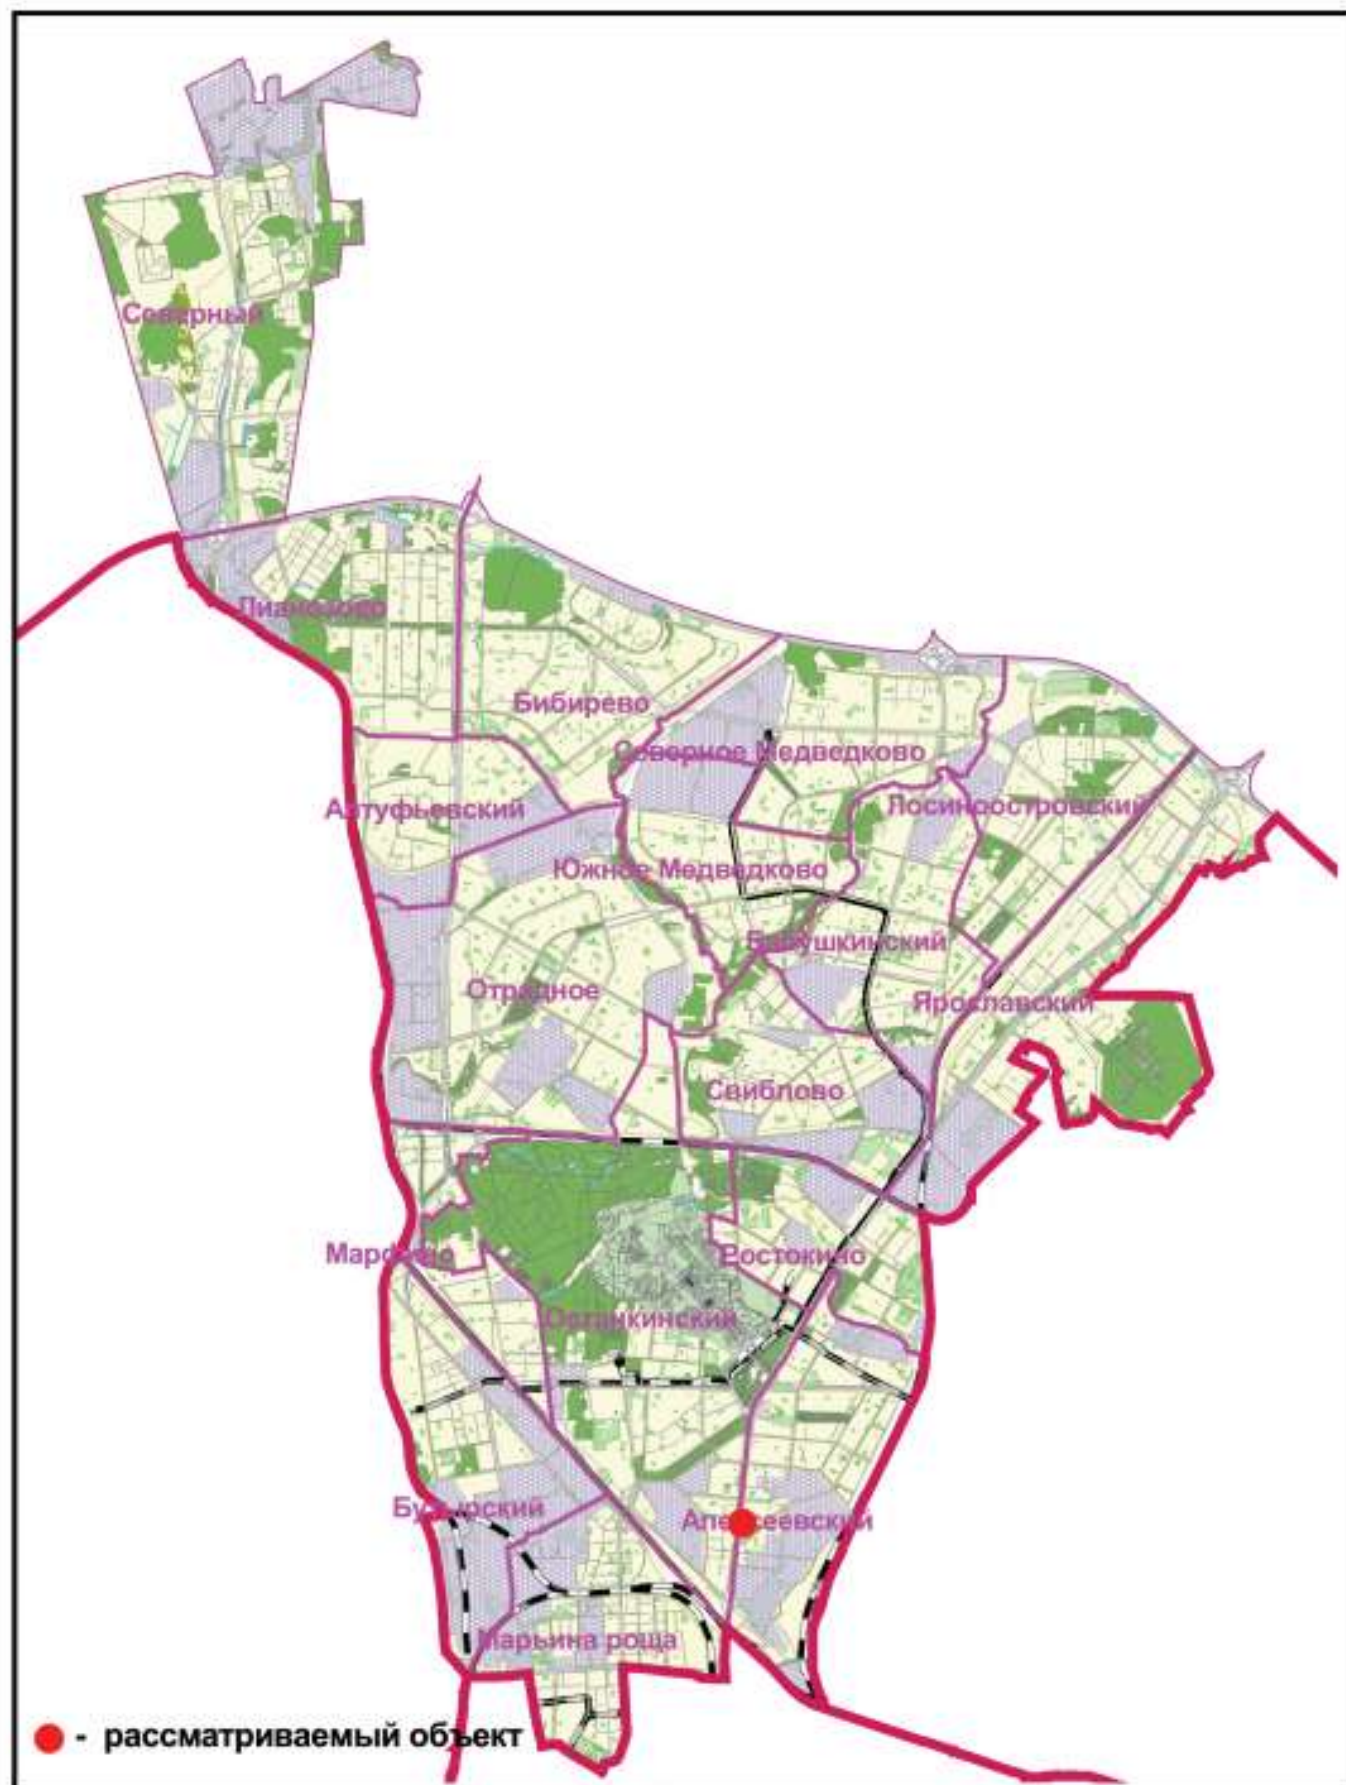 Северный
Лианозово
Бибирево
Северное Медведково
Алтуфьевский
Лосиноостровский
Южное Медведково
Бабушкинский
Отрадное
Ярославский
Свиблово
Марфино
Ростокино
Останкинский
Бутырский
Алексеевский
Марьина роща
- рассматриваемый объект